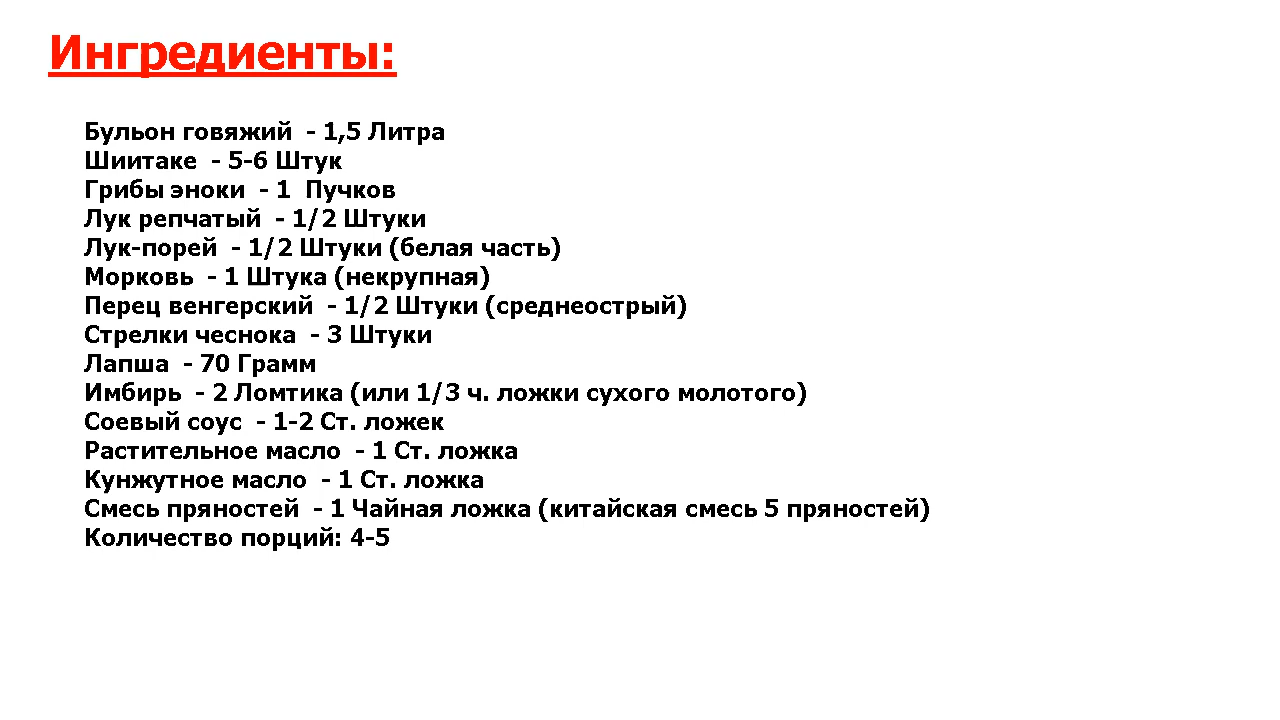 Ингредиенты:
Бульон говяжий  - 1,5 Литра
Шиитаке  - 5-6 Штук
Грибы эноки  - 1  Пучков
Лук репчатый  - 1/2 Штуки
Лук-порей  - 1/2 Штуки (белая часть)
Морковь  - 1 Штука (некрупная)
Перец венгерский  - 1/2 Штуки (среднеострый)
Стрелки чеснока  - 3 Штуки
Лапша  - 70 Грамм
Имбирь  - 2 Ломтика (или 1/3 ч. ложки сухого молотого)
Соевый соус  - 1-2 Ст. ложек
Растительное масло  - 1 Ст. ложка
Кунжутное масло  - 1 Ст. ложка
Смесь пряностей  - 1 Чайная ложка (китайская смесь 5 пряностей)
Количество порций: 4-5